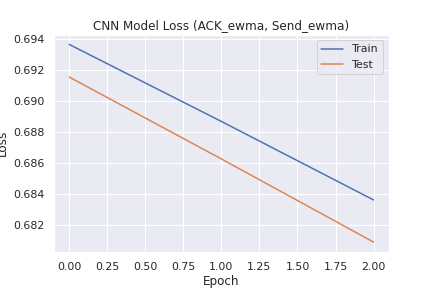 CNN Model Loss (ACK_ewma, Send_ewma)
0.694
0.692
0.690
0.688
0.686
0.684
0.682
Loss
Train
Test
0.00 0.25 0.50 0.75 1.00 1.25 1.50 1.75 2.00
Epoch